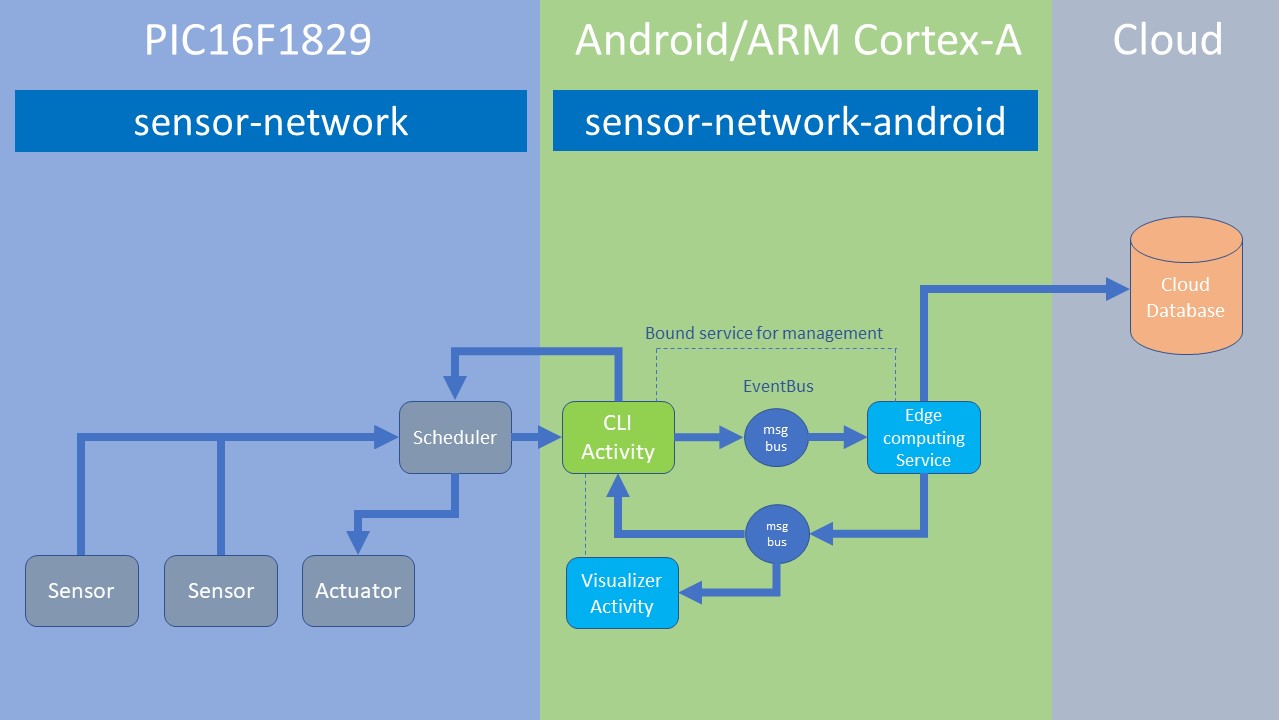 PIC16F1829
Android/ARM Cortex-A
Cloud
sensor-network
sensor-network-android
Cloud
Database
Bound service for management
EventBus
Scheduler
CLI
Activity
msg
bus
Edge
computing
Service
msg
bus
Sensor
Sensor
Actuator
Visualizer
Activity